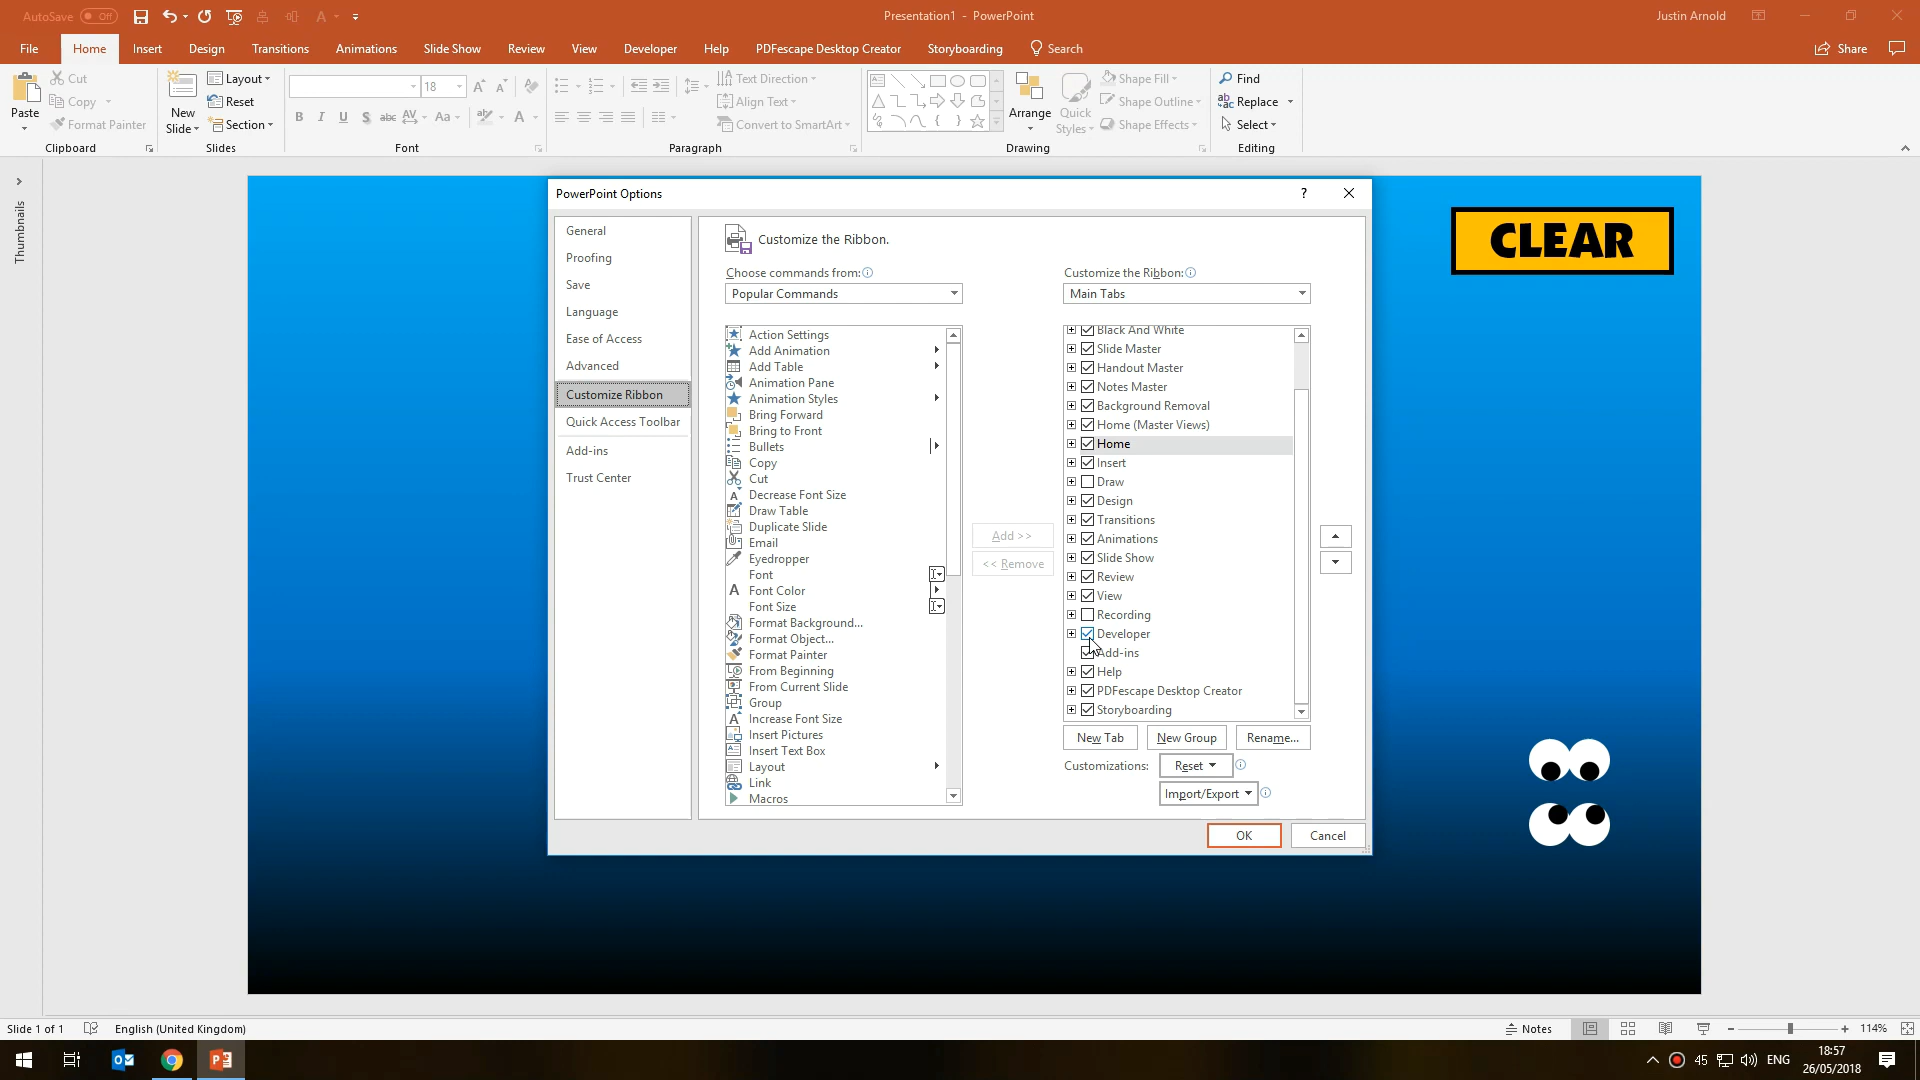 AutoSave Off
Presentation1 - PowerPoint
Justin Arnold
File Home Insert Design Transitions Animations Slide Show Review View Developer Help PDFescape Desktop Creator Storyboarding Search Share
Paste
Cut
Copy
Format Painter
Clipboard
New Slide
Layout
Reset
Section
Slides
18
Font
Text Direction
Align Text
Convert to SmartArt
Paragraph
Arrange
Quick Styles
Shape Fill
Shape Outline
Shape Effects
Drawing
Find
Replace
Select
Editing
Thumbnails
CLEAR
PowerPoint Options
General
Proofing
Save
Language
Ease of Access
Advanced
Customize Ribbon
Quick Access Toolbar
Add-ins
Trust Center
Customize the Ribbon.
Choose commands from:
Popular Commands
Action Settings
Add Animation
Add Table
Animation Pane
Animation Styles
Bring Forward
Bring to Front
Bullets
Copy
Cut
Decrease Font Size
Draw Table
Duplicate Slide
Email
Eyedropper
Font
Font Color
Font Size
Format Background...
Format Object...
Format Painter
From Beginning
From Current Slide
Group
Increase Font Size
Insert Pictures
Insert Text Box
Layout
Link
Macros
Add >>
<< Remove
Customize the Ribbon:
Main Tabs
Black And White
Slide Master
Handout Master
Notes Master
Background Removal
Home (Master Views)
Home
Insert
Draw
Design
Transitions
Animations
Slide Show
Review
View
Recording
Developer
Add-ins
Help
PDFescape Desktop Creator
Storyboarding
New Tab New Group Rename...
Customizations: Reset
Import/Export
OK Cancel
Slide 1 of 1 English (United Kingdom)
Notes
114%
45 ENG
18:57
26/05/2018